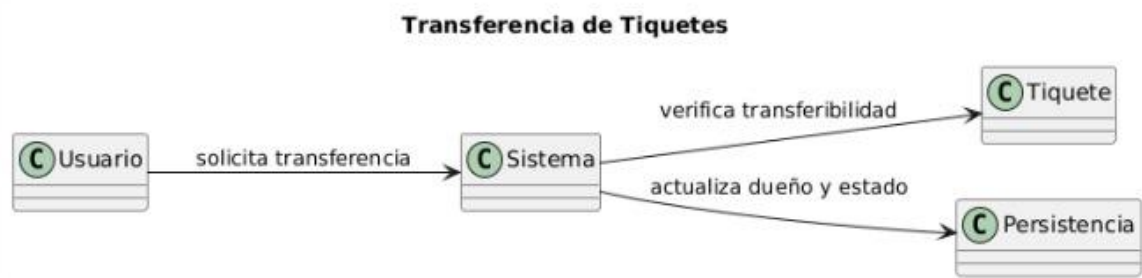 Transferencia de Tiquetes
C Usuario
solicita transferencia
C Sistema
verifica transferibilidad
C Tiquete
actualiza dueño y estado
C Persistencia